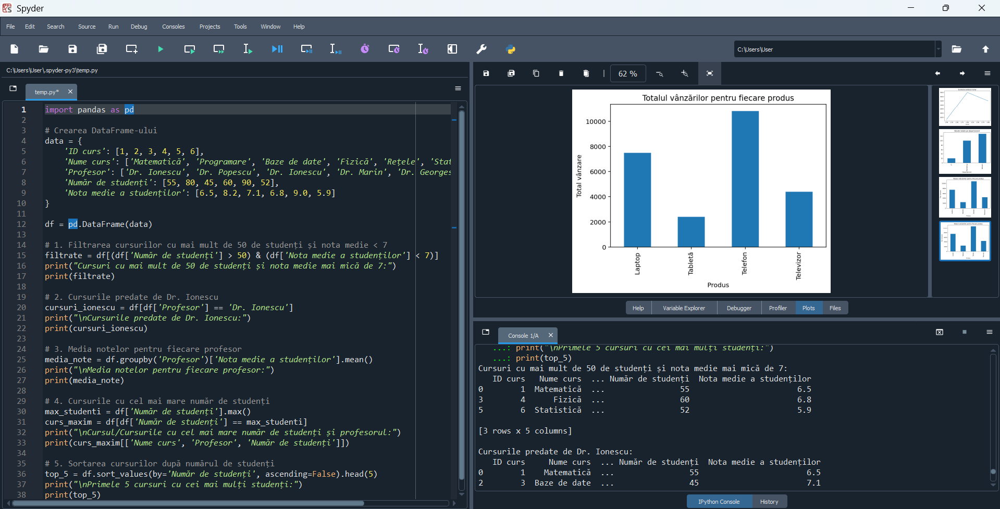 Spyder
File Edit Search Source Run Debug Consoles Projects Tools Window Help
C:\Users\User
C:\Users\User\.spyder-py3\temp.py
temp.py*
1 import pandas as pd
2
3 # Crearea DataFrame-ului
4 data = {
5     'ID curs': [1, 2, 3, 4, 5, 6],
6     'Nume curs': ['Matematică', 'Programare', 'Baze de date', 'Fizică', 'Rețele', 'Stat
7     'Profesor': ['Dr. Ionescu', 'Dr. Popescu', 'Dr. Ionescu', 'Dr. Marin', 'Dr. Georges
8     'Număr de studenți': [55, 80, 45, 60, 90, 52],
9     'Nota medie a studenților': [6.5, 8.2, 7.1, 6.8, 9.0, 5.9]
10 }
11
12 df = pd.DataFrame(data)
13
14 # 1. Filtrarea cursurilor cu mai mult de 50 de studenți și nota medie < 7
15 filtrate = df[(df['Număr de studenți'] > 50) & (df['Nota medie a studenților'] < 7)]
16 print("Cursuri cu mai mult de 50 de studenți și nota medie mai mică de 7:")
17 print(filtrate)
18
19 # 2. Cursurile predate de Dr. Ionescu
20 cursuri_ionescu = df[df['Profesor'] == 'Dr. Ionescu']
21 print("\nCursurile predate de Dr. Ionescu:")
22 print(cursuri_ionescu)
23
24 # 3. Media notelor pentru fiecare profesor
25 media_note = df.groupby('Profesor')['Nota medie a studenților'].mean()
26 print("\nMedia notelor pentru fiecare profesor:")
27 print(media_note)
28
29 # 4. Cursurile cu cel mai mare număr de studenți
30 max_studenti = df['Număr de studenți'].max()
31 curs_maxim = df[df['Număr de studenți'] == max_studenti]
32 print("\nCursul/Cursurile cu cel mai mare număr de studenți și profesorul:")
33 print(curs_maxim[['Nume curs', 'Profesor', 'Număr de studenți']])
34
35 # 5. Sortarea cursurilor după numărul de studenți
36 top_5 = df.sort_values(by='Număr de studenți', ascending=False).head(5)
37 print("\nPrimele 5 cursuri cu cei mai mulți studenți:")
38 print(top_5)
62 %
Totalul vânzărilor pentru fiecare produs
Total vânzare
10000
8000
6000
4000
2000
0
Laptop
Tabletă
Telefon
Televizor
Produs
Help Variable Explorer Debugger Profiler Plots Files
Console 1/A
...: print("\nPrimele 5 cursuri cu cei mai mulți studenți:")
...: print(top_5)
Cursuri cu mai mult de 50 de studenți și nota medie mai mică de 7:
ID curs Nume curs ... Număr de studenți Nota medie a studenților
0 1 Matematică ... 55 6.5
3 4 Fizică ... 60 6.8
5 6 Statistică ... 52 5.9
[3 rows x 5 columns]
Cursurile predate de Dr. Ionescu:
ID curs Nume curs ... Număr de studenți Nota medie a studenților
0 1 Matematică ... 55 6.5
2 3 Baze de date ... 45 7.1
IPython Console History